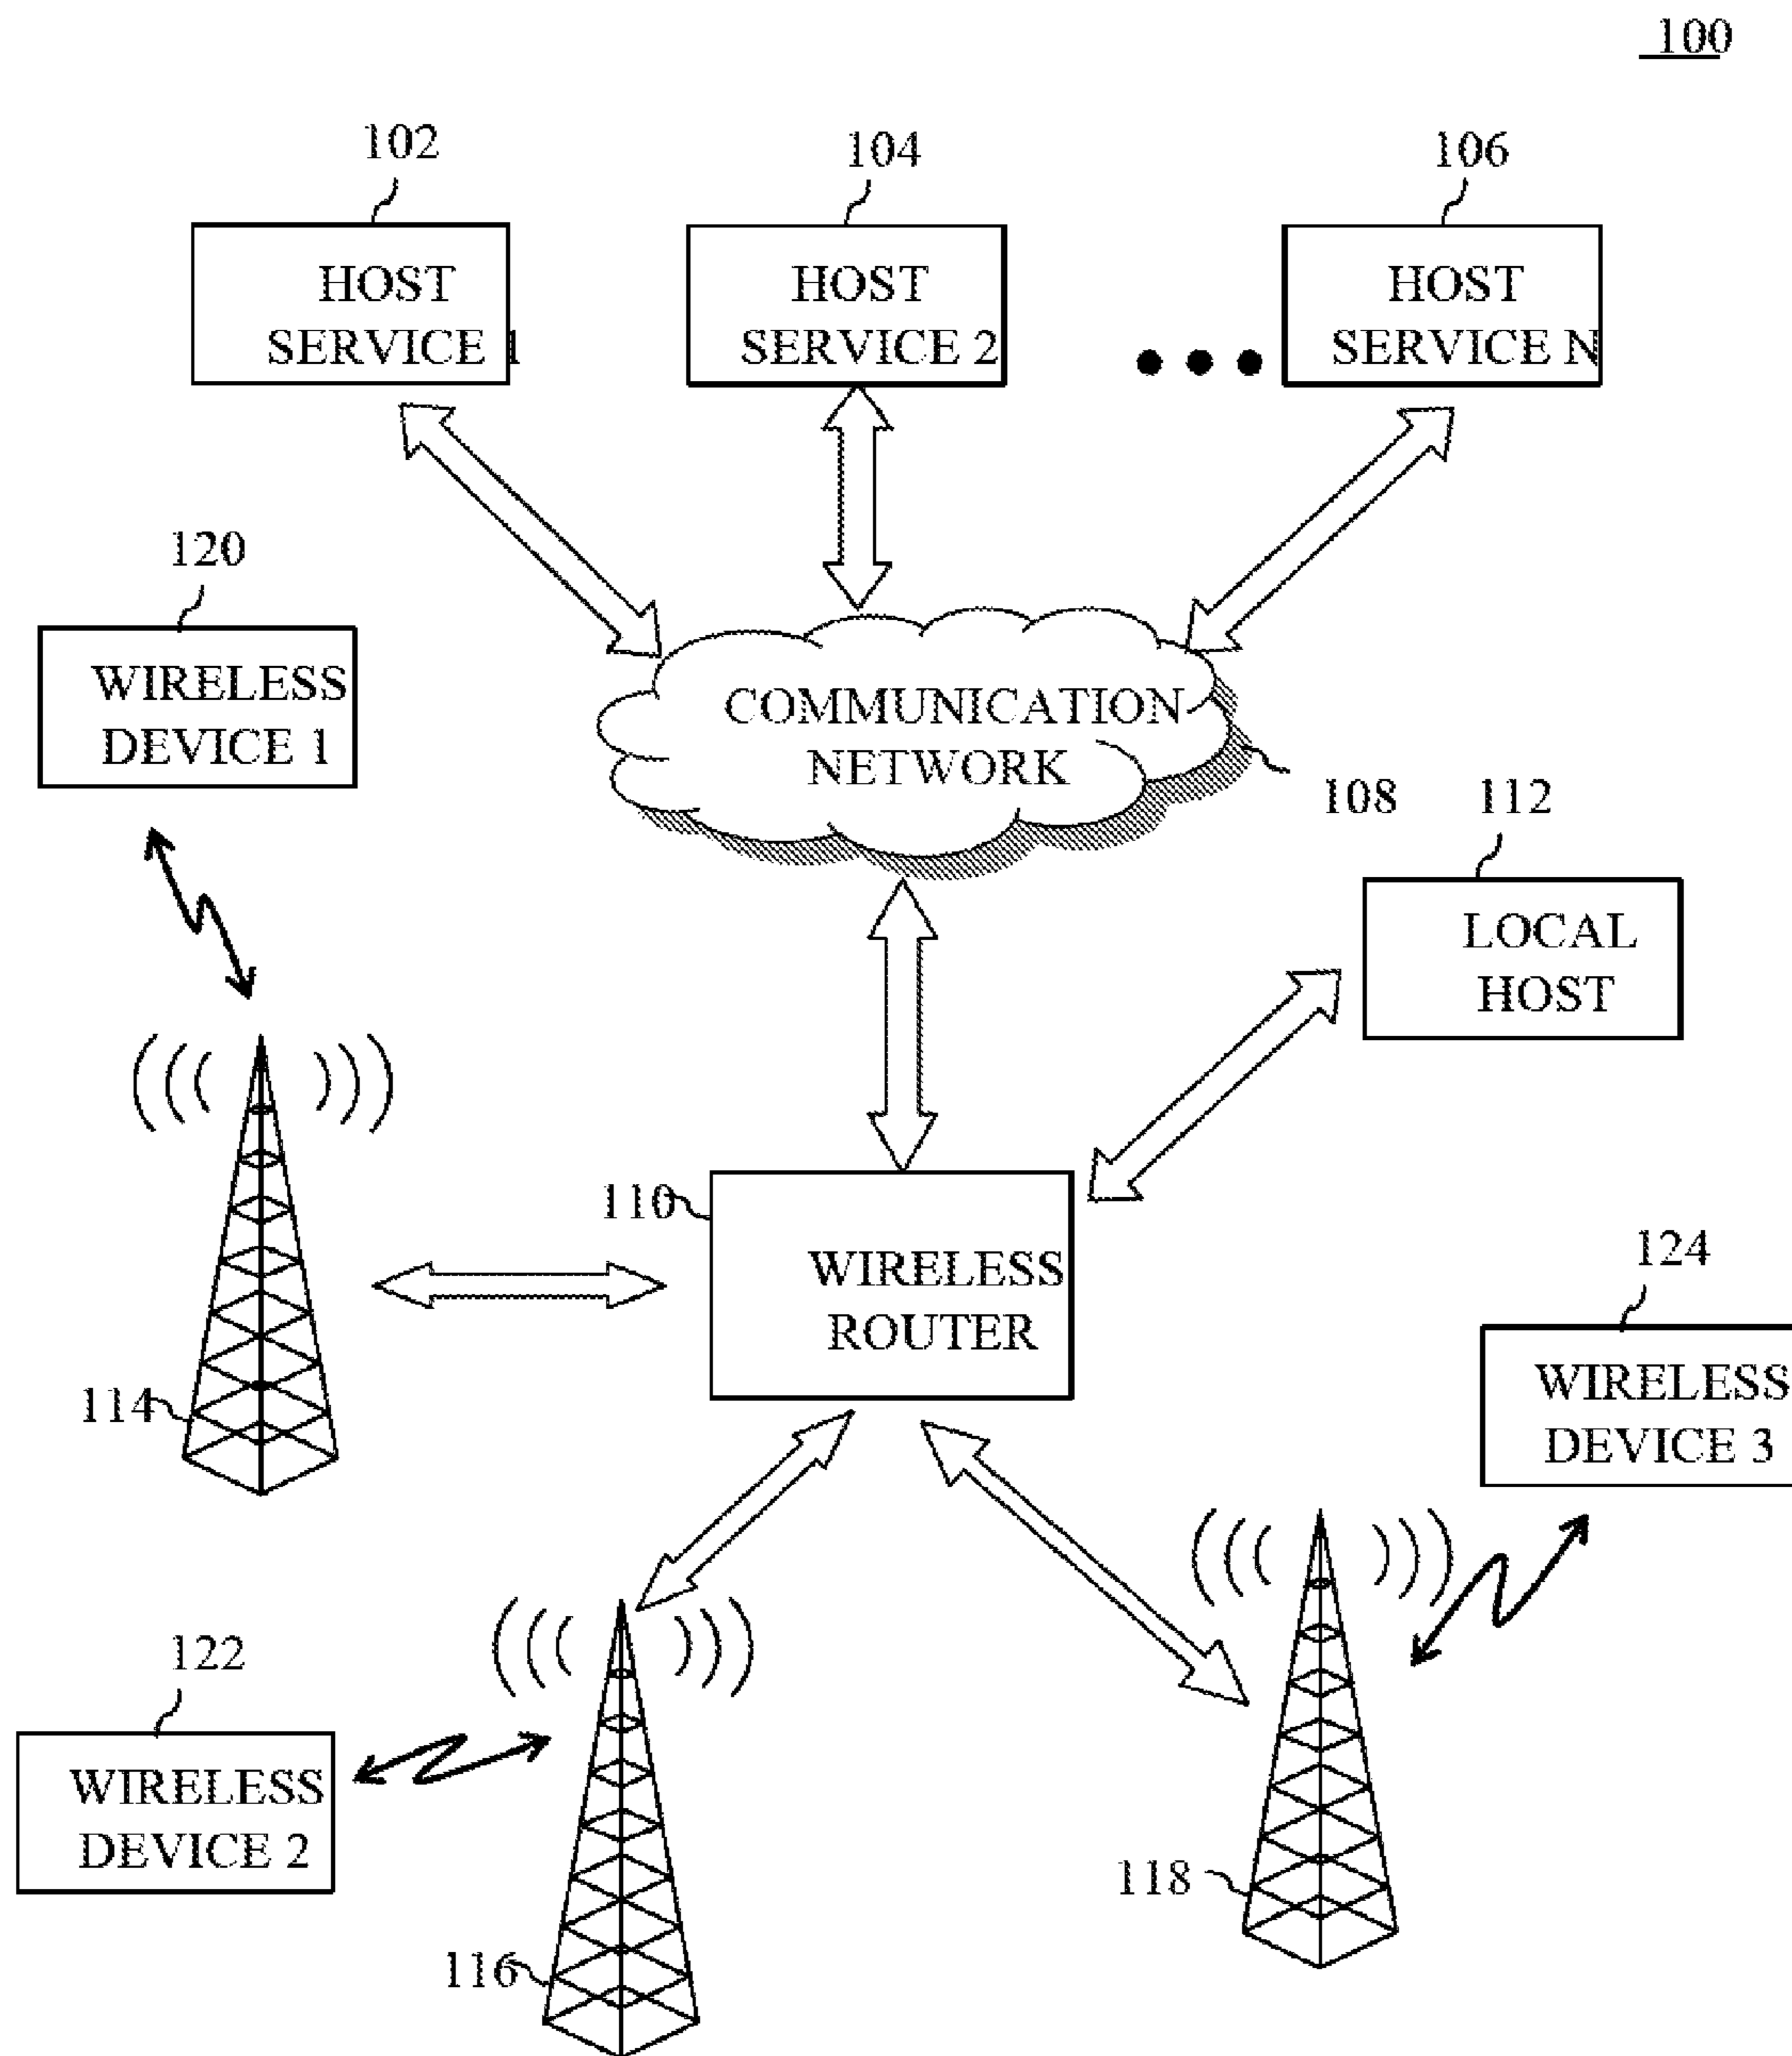 100
102
104
106
HOST
SERVICE 1
HOST
SERVICE 2
HOST
SERVICE N
120
WIRELESS
DEVICE 1
COMMUNICATION
NETWORK
108
112
LOCAL
HOST
110
WIRELESS
ROUTER
114
124
WIRELESS
DEVICE 3
122
WIRELESS
DEVICE 2
118
116